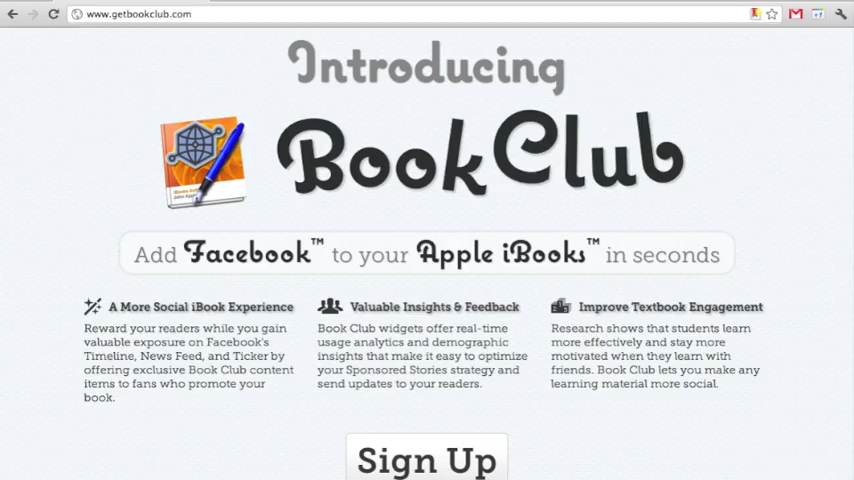 www.getbookclub.com
Introducing
BookClub
Add Facebook™ to your Apple iBooks™ in seconds
A More Social iBook Experience
Reward your readers while you gain
valuable exposure on Facebook's
Timeline, News Feed, and Ticker by
offering exclusive Book Club content
items to fans who promote your
book.
Valuable Insights & Feedback
Book Club widgets offer real-time
usage analytics and demographic
insights that make it easy to optimize
your Sponsored Stories strategy and
send updates to your readers.
Improve Textbook Engagement
Research shows that students learn
more effectively and stay more
motivated when they learn with
friends. Book Club lets you make any
learning material more social.
Sign Up